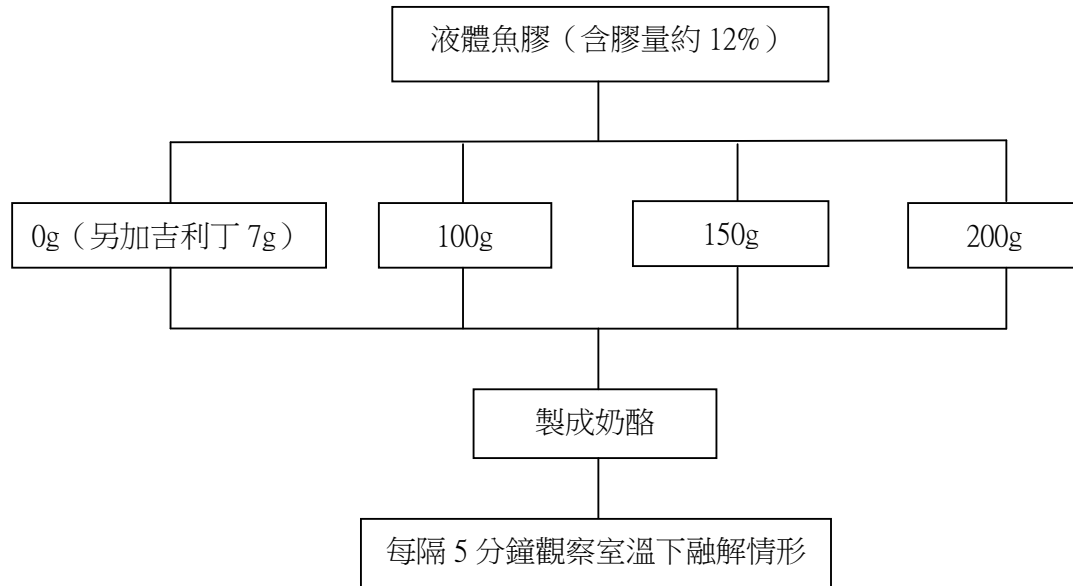 液體魚膠（含膠量約 12%）
0g（另加吉利丁 7g）
100g
150g
200g
製成奶酪
每隔 5 分鐘觀察室溫下融解情形